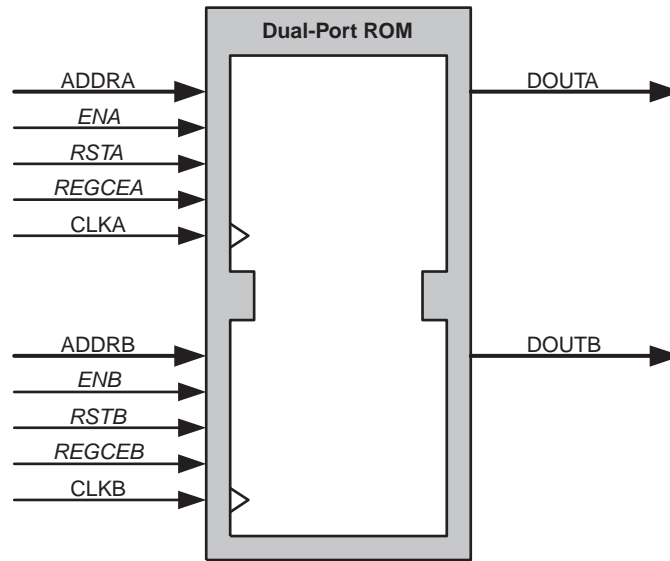 Dual-Port ROM
ADDRA
DOUTA
ENA
RSTA
REGCEA
CLKA
ADDRB
DOUTB
ENB
RSTB
REGCEB
CLKB